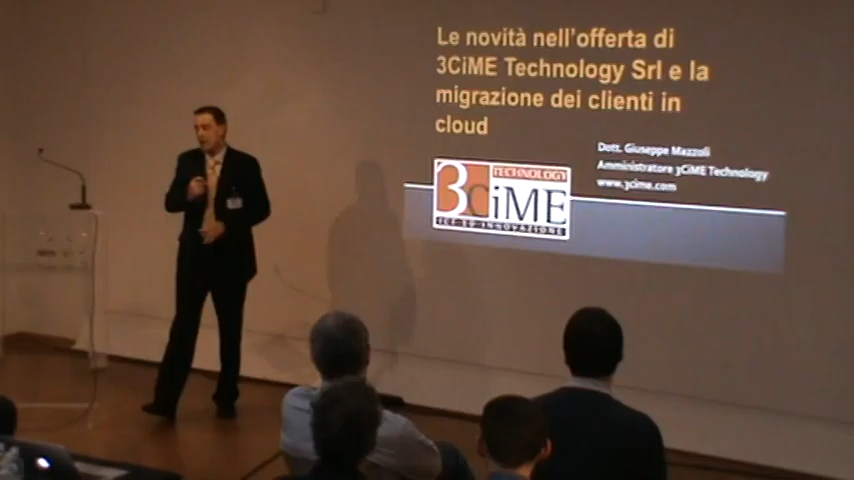 Le novità nell'offerta di
3CiME Technology Srl e la
migrazione dei clienti in
cloud
Dott. Giuseppe Mazzoli
Amministratore 3CiME Technology
www.3cime.com
TECHNOLOGY
3CiME
ICT ED INNOVAZIONE